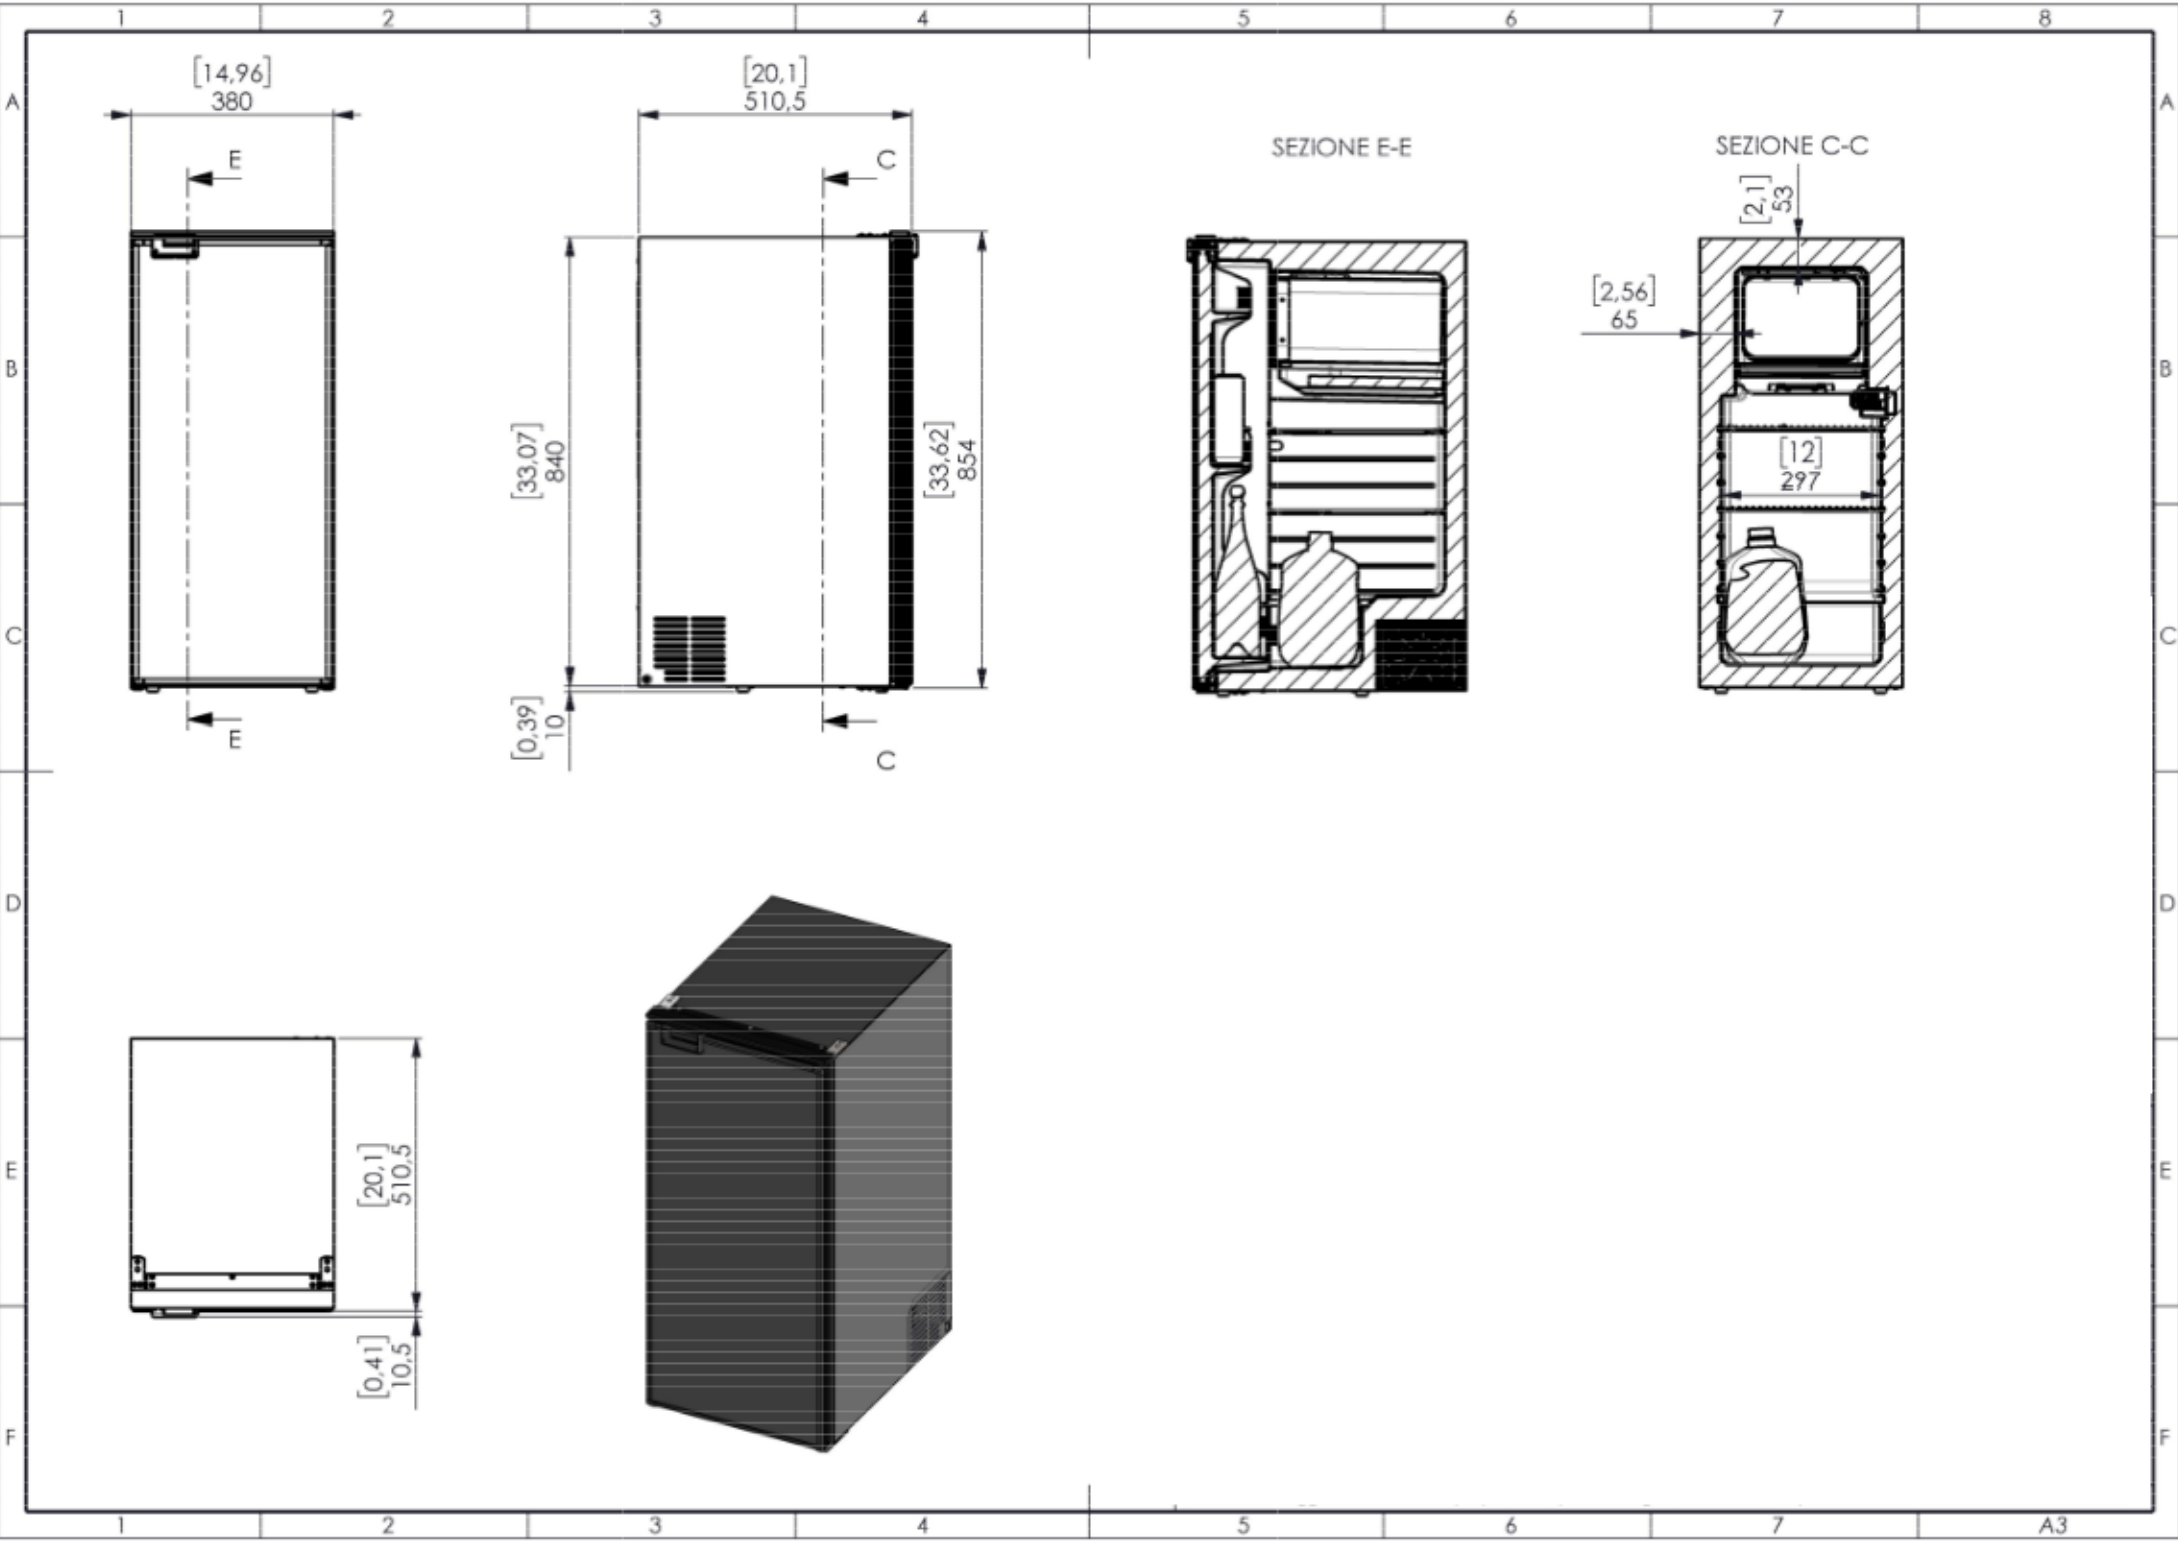 1 2 3 4 5 6 7 8
A A
[14,96]
380
[20,1]
510,5
E
C
SEZIONE E-E
SEZIONE C-C
[2,1]
53
[2,56]
65
B B
[33,07]
840
[33,62]
854
[12]
297
C C
[0,39]
10
E
C
D D
[20,1]
510,5
E E
[0,41]
10,5
F F
1 2 3 4 5 6 7 A3